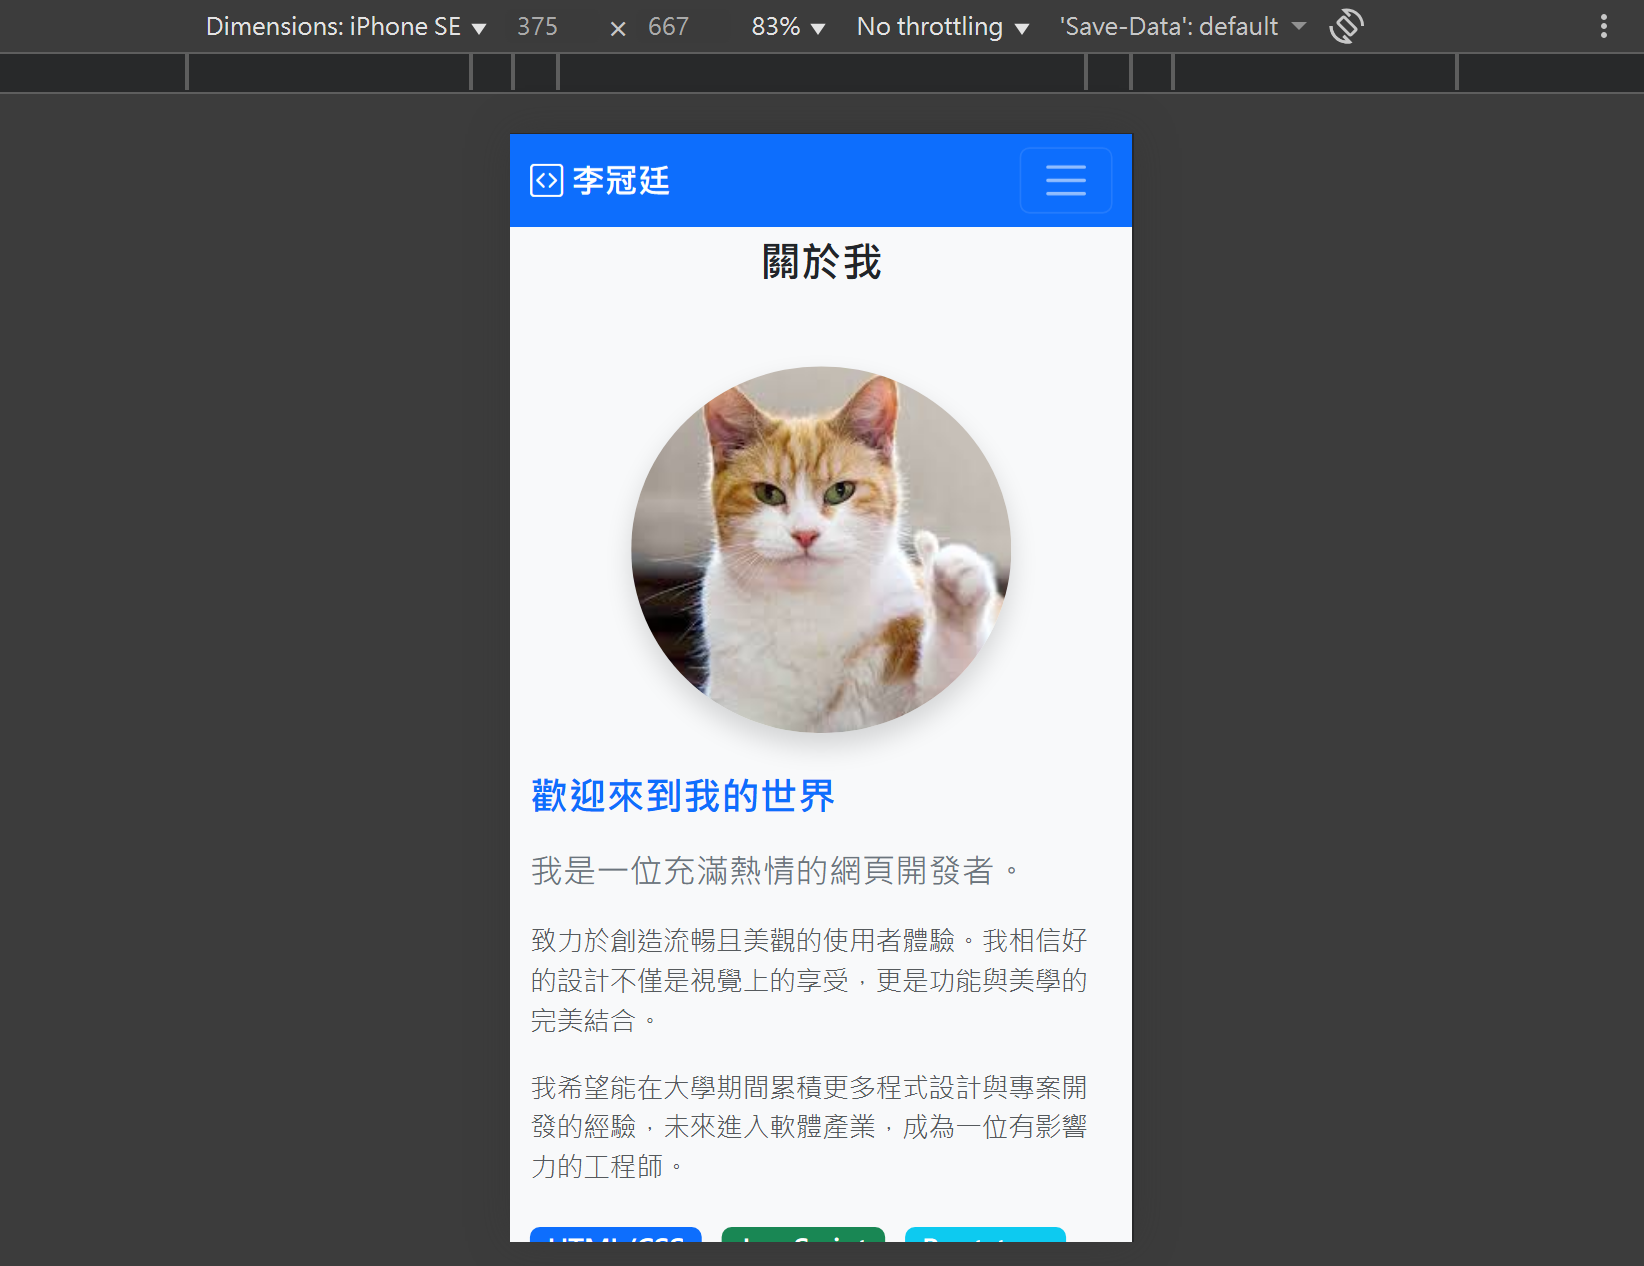 Dimensions: iPhone SE ▼ 375 × 667 83% ▼ No throttling ▼ 'Save-Data': default
李冠廷
關於我
歡迎來到我的世界
我是一位充滿熱情的網頁開發者。
致力於創造流暢且美觀的使用者體驗。我相信好
的設計不僅是視覺上的享受，更是功能與美學的
完美結合。
我希望能在大學期間累積更多程式設計與專案開
發的經驗，未來進入軟體產業，成為一位有影響
力的工程師。
HTML/CSS JavaScript Bootstrap